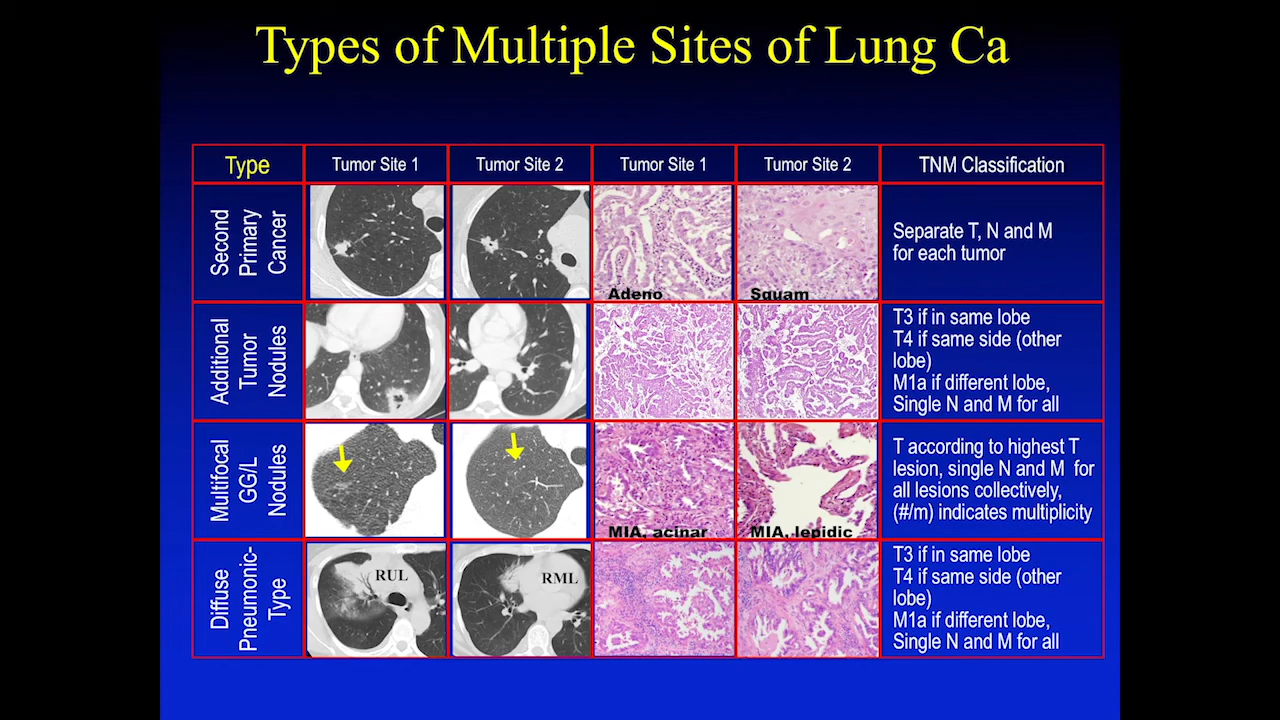 Types of Multiple Sites of Lung Ca
Type
Tumor Site 1
Tumor Site 2
Tumor Site 1
Tumor Site 2
TNM Classification
Second
Primary
Cancer
Adeno
Squam
Separate T, N and M
for each tumor
Additional
Tumor
Nodules
T3 if in same lobe
T4 if same side (other
lobe)
M1a if different lobe,
Single N and M for all
Multifocal
GG/L
Nodules
MIA, acinar
MIA, lepidic
T according to highest T
lesion, single N and M for
all lesions collectively,
(#/m) indicates multiplicity
Diffuse
Pneumonic-
Type
RUL
RML
T3 if in same lobe
T4 if same side (other
lobe)
M1a if different lobe,
Single N and M for all